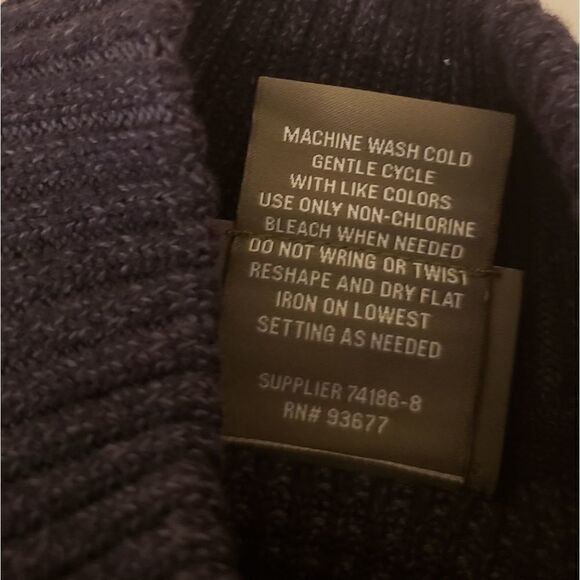 MACHINE WASH COLD
GENTLE CYCLE
WITH LIKE COLORS
USE ONLY NON-CHLORINE
BLEACH WHEN NEEDED
DO NOT WRING OR TWIST
RESHAPE AND DRY FLAT
IRON ON LOWEST
SETTING AS NEEDED
SUPPLIER 74186-8
RN# 93677